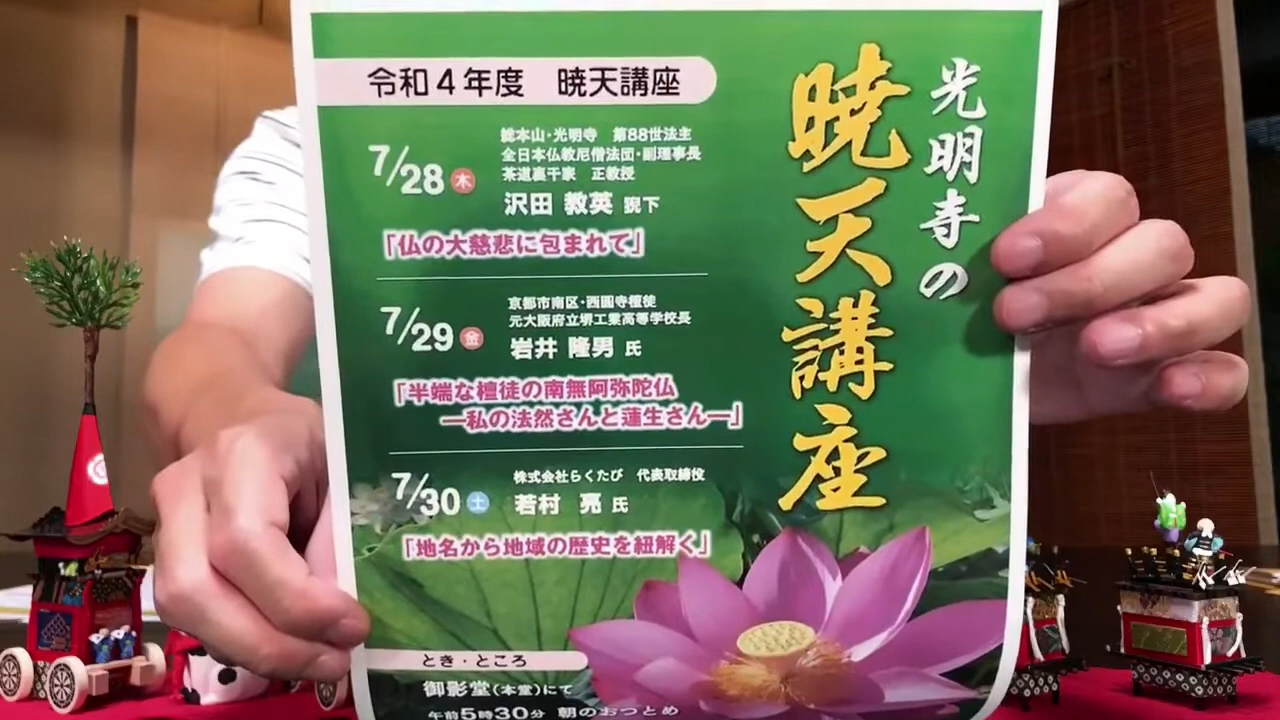 光明寺の
暁天講座
令和4年度 暁天講座
7/28 木
総本山・光明寺 第88世法主
全日本仏教尼僧法団・副理事長
茶道裏千家 正教授
沢田 教英 猊下
「仏の大慈悲に包まれて」
7/29 金
京都市南区・西圓寺檀徒
元大阪府立堺工業高等学校長
岩井 隆男 氏
「半端な檀徒の南無阿弥陀仏
―私の法然さんと蓮生さん―」
7/30 土
株式会社らくたび 代表取締役
若村 亮 氏
「地名から地域の歴史を紐解く」
とき・ところ
御影堂(本堂)にて
午前5時30分 朝のおつとめ